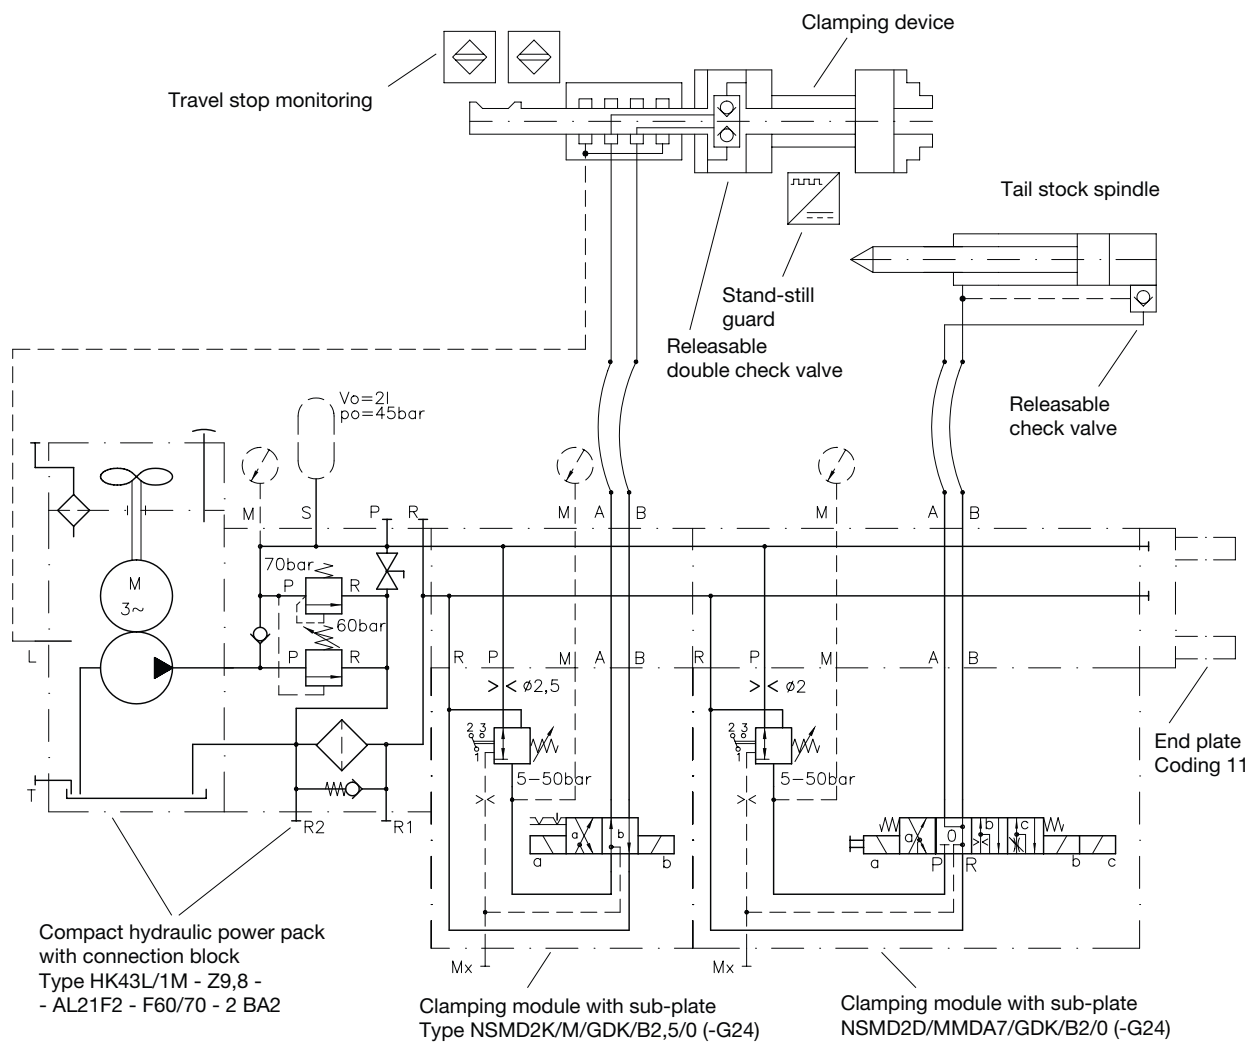 Clamping device
Travel stop monitoring
Tail stock spindle
Stand-still
guard
Releasable
double check valve
Releasable
check valve
Vo=2l
po=45bar
M
S
P
R
M
A
B
M
A
B
70bar
P
R
M
3~
60bar
P
R
L
R
P
M
A
B
R
P
M
A
B
ø2,5
ø2
2 3
1
2 3
1
5-50bar
5-50bar
End plate
Coding 11
T
R2
R1
a
b
a
b
a
0
b
c
P
R
a
b
c
Mx
Mx
Compact hydraulic power pack
with connection block
Type HK43L/1M - Z9,8 -
- AL21F2 - F60/70 - 2 BA2
Clamping module with sub-plate
Type NSMD2K/M/GDK/B2,5/0 (-G24)
Clamping module with sub-plate
NSMD2D/MMDA7/GDK/B2/0 (-G24)